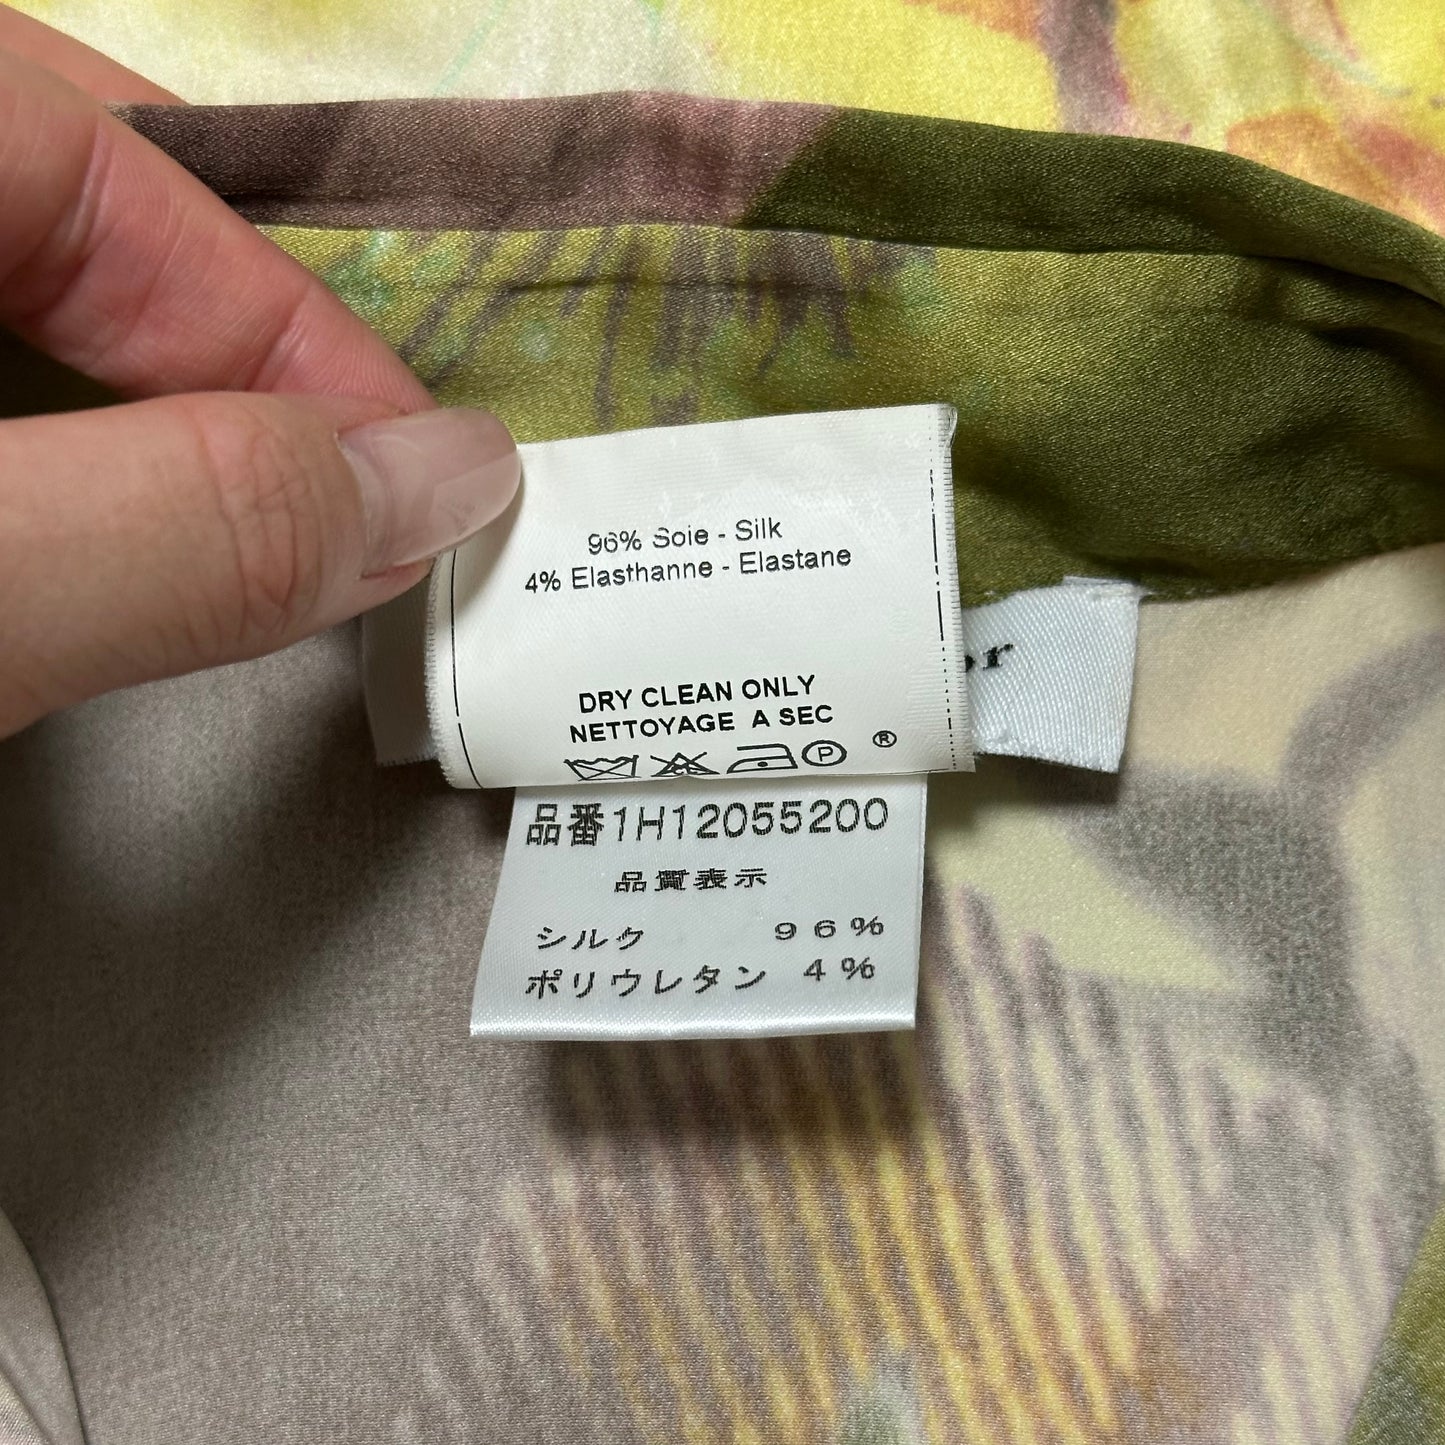 96% Soie - Silk
4% Elasthanne - Elastane
or
DRY CLEAN ONLY
NETTOYAGE A SEC
P ®
品番1H12055200
品質表示
シルク 96%
ポリウレタン 4%